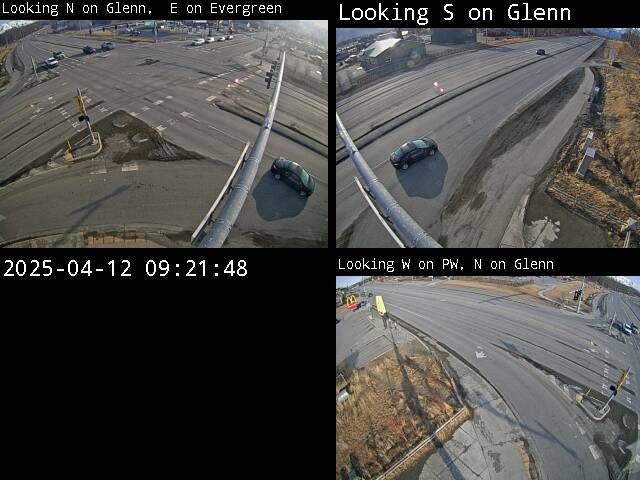 Looking N on Glenn,  E on Evergreen
Looking S on Glenn
2025-04-12 09:21:48
Looking W on PW, N on Glenn